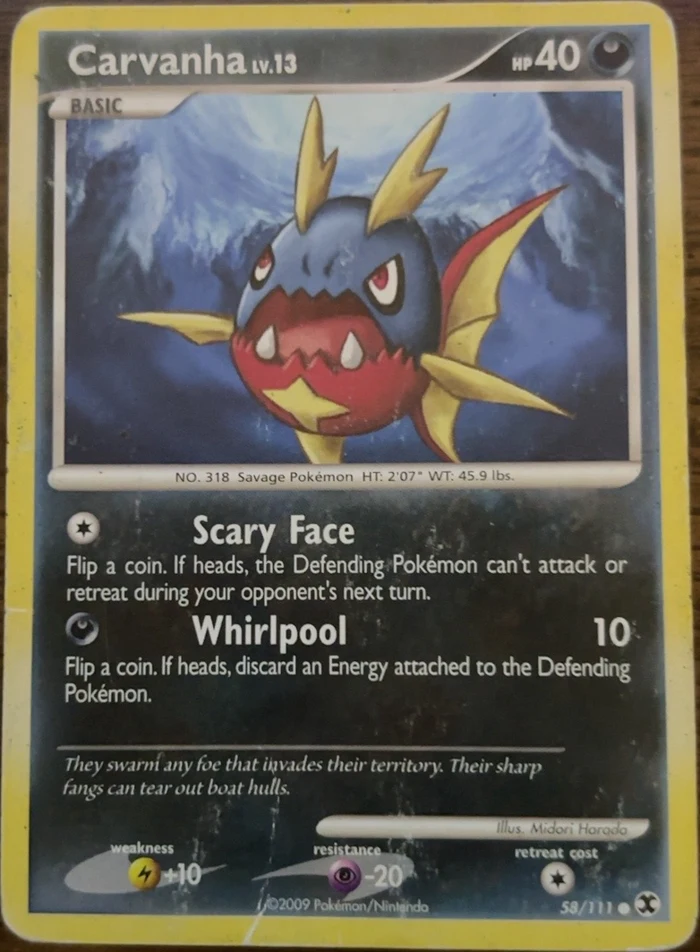 Carvanha LV.13 HP 40
BASIC
NO. 318 Savage Pokémon HT: 2'07" WT: 45.9 lbs.
Scary Face
Flip a coin. If heads, the Defending Pokémon can't attack or
retreat during your opponent's next turn.
Whirlpool 10
Flip a coin. If heads, discard an Energy attached to the Defending
Pokémon.
They swarm any foe that invades their territory. Their sharp
fangs can tear out boat hulls.
Illus. Midori Harada
weakness resistance retreat cost
+10 -20
©2009 Pokémon/Nintendo 58/111